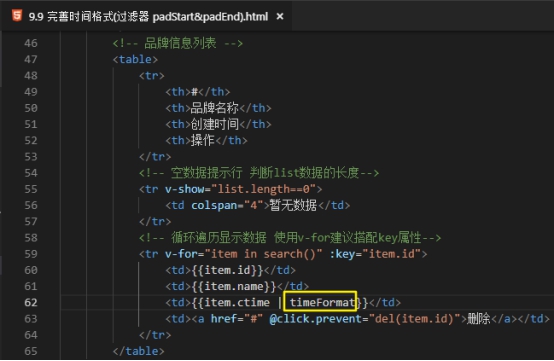 9.9 完善时间格式(过滤器 padStart&padEnd).html ×
46 <!-- 品牌信息列表 -->
47 <table>
48 <tr>
49 <th>#</th>
50 <th>品牌名称</th>
51 <th>创建时间</th>
52 <th>操作</th>
53 </tr>
54 <!-- 空数据提示行 判断list数据的长度-->
55 <tr v-show="list.length==0">
56 <td colspan="4">暂无数据</td>
57 </tr>
58 <!-- 循环遍历显示数据 使用v-for建议搭配key属性-->
59 <tr v-for="item in search()" :key="item.id">
60 <td>{{item.id}}</td>
61 <td>{{item.name}}</td>
62 <td>{{item.ctime | timeFormat}}</td>
63 <td><a href="#" @click.prevent="del(item.id)">删除</a></td>
64 </tr>
65 </table>